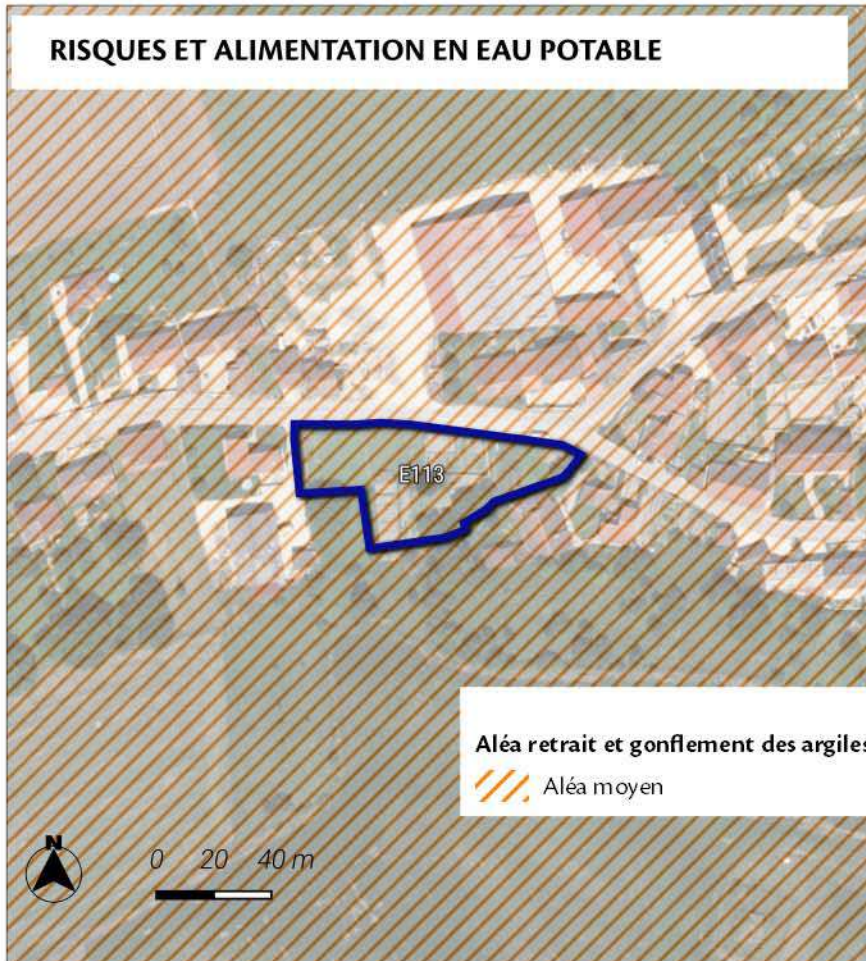 RISQUES ET ALIMENTATION EN EAU POTABLE
E113
Aléa retrait et gonflement des argiles
Aléa moyen
N
0 20 40 m